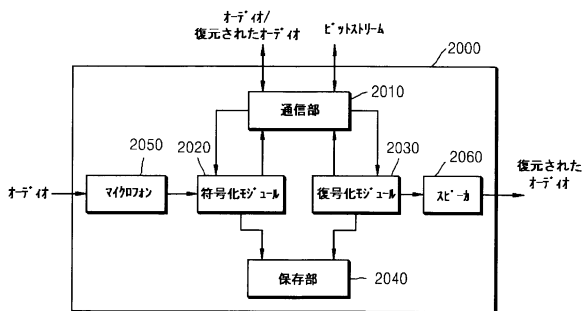 オーディオ/
復元されたオーディオ
ビットストリーム
2000
通信部
2010
2050
2020
2030
2060
オーディオ
マイクロフォン
符号化モジュール
復号化モジュール
スピーカ
復元された
オーディオ
保存部
2040